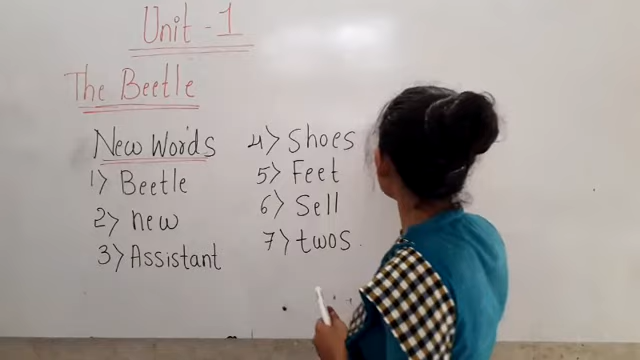 Unit - 1
The Beetle
New Words
1> Beetle
2> new
3> Assistant
4> Shoes
5> Feet
6> Sell
7> twos